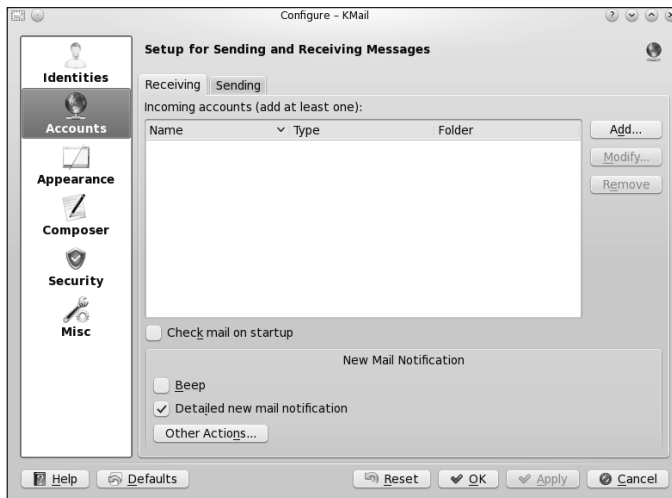 Configure – KMail
Identities
Accounts
Appearance
Composer
Security
Misc
Setup for Sending and Receiving Messages
Receiving Sending
Incoming accounts (add at least one):
Name Type Folder
Add...
Modify...
Remove
Check mail on startup
New Mail Notification
Beep
Detailed new mail notification
Other Actions...
Help Defaults Reset OK Apply Cancel